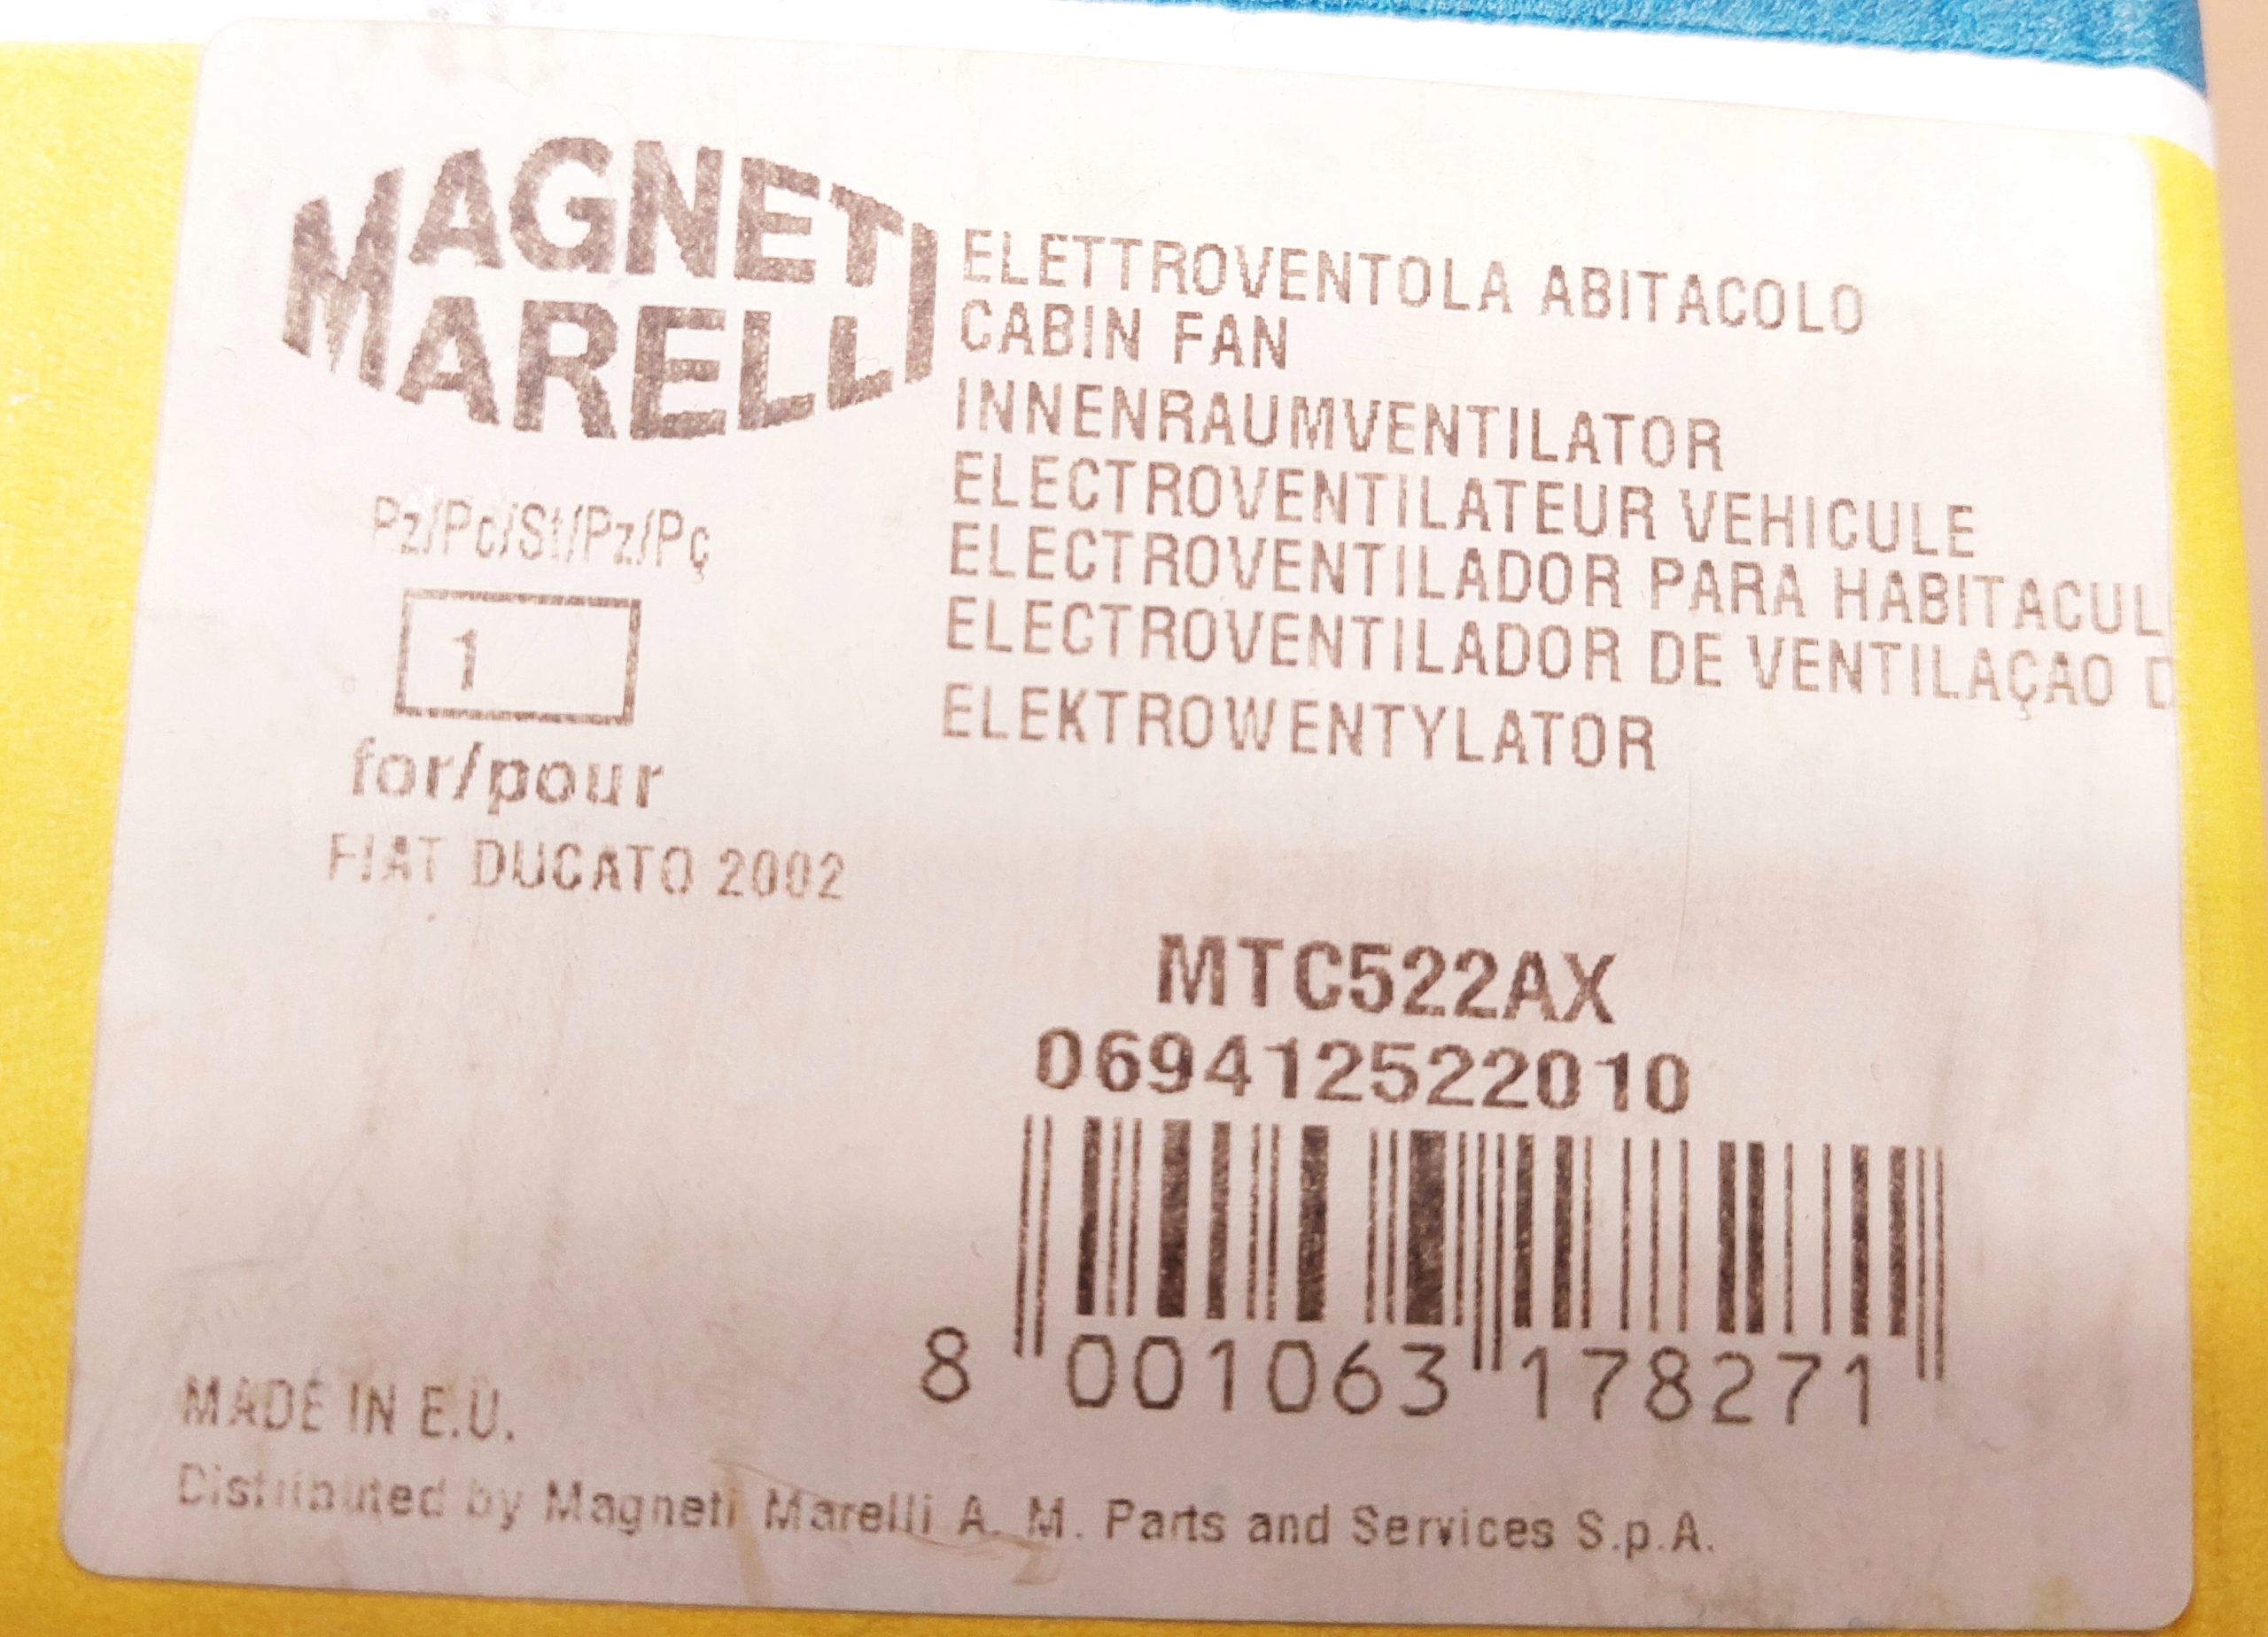 MAGNETI
MARELLI
ELETTROVENTOLA ABITACOLO
CABIN FAN
INNENRAUMVENTILATOR
ELECTROVENTILATEUR VEHICULE
ELECTROVENTILADOR PARA HABITACUL
ELECTROVENTILADOR DE VENTILAÇAO D
ELEKTROWENTYLATOR
Pz/Pc/St/Pz/Pç
1
for/pour
FIAT DUCATO 2002
MTC522AX
069412522010
8 001063 178271
MADE IN E.U.
Distributed by Magneti Marelli A. M. Parts and Services S.p.A.